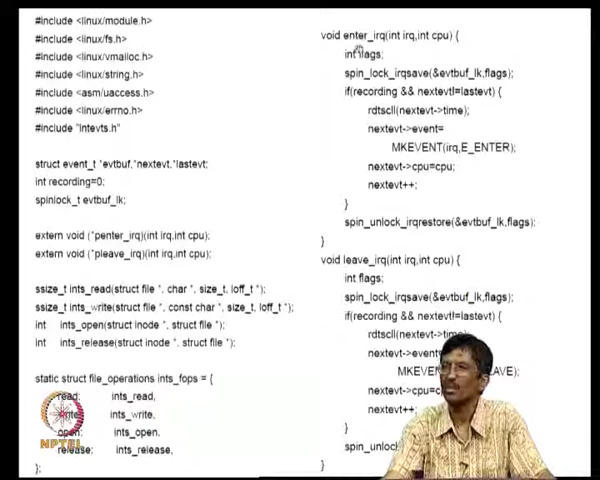 #include <linux/module.h>
#include <linux/fs.h>
#include <linux/vmalloc.h>
#include <linux/string.h>
#include <asm/uaccess.h>
#include <linux/errno.h>
#include "Intevts.h"
struct event_t *evtbuf,*nextevt,*lastevt;
int recording=0;
spinlock_t evtbuf_lk;
extern void (*penter_irq)(int irq,int cpu);
extern void (*pleave_irq)(int irq,int cpu);
ssize_t ints_read(struct file *, char *, size_t, loff_t *);
ssize_t ints_write(struct file *, const char *, size_t, loff_t *);
int ints_open(struct inode *, struct file *);
int ints_release(struct inode *, struct file *);
static struct file_operations ints_fops = {
read: ints_read,
ints_write,
open: ints_open,
release: ints_release,
};
NPTEL
void enter_irq(int irq,int cpu) {
int flags;
spin_lock_irqsave(&evtbuf_lk,flags);
if(recording && nextevt!=lastevt) {
rdtscll(nextevt->time);
nextevt->event=
MKEVENT(irq,E_ENTER);
nextevt->cpu=cpu;
nextevt++;
}
spin_unlock_irqrestore(&evtbuf_lk,flags);
}
void leave_irq(int irq,int cpu) {
int flags;
spin_lock_irqsave(&evtbuf_lk,flags);
if(recording && nextevt!=lastevt) {
rdtscll(nextevt->time);
AVE);
nextevt++;
}